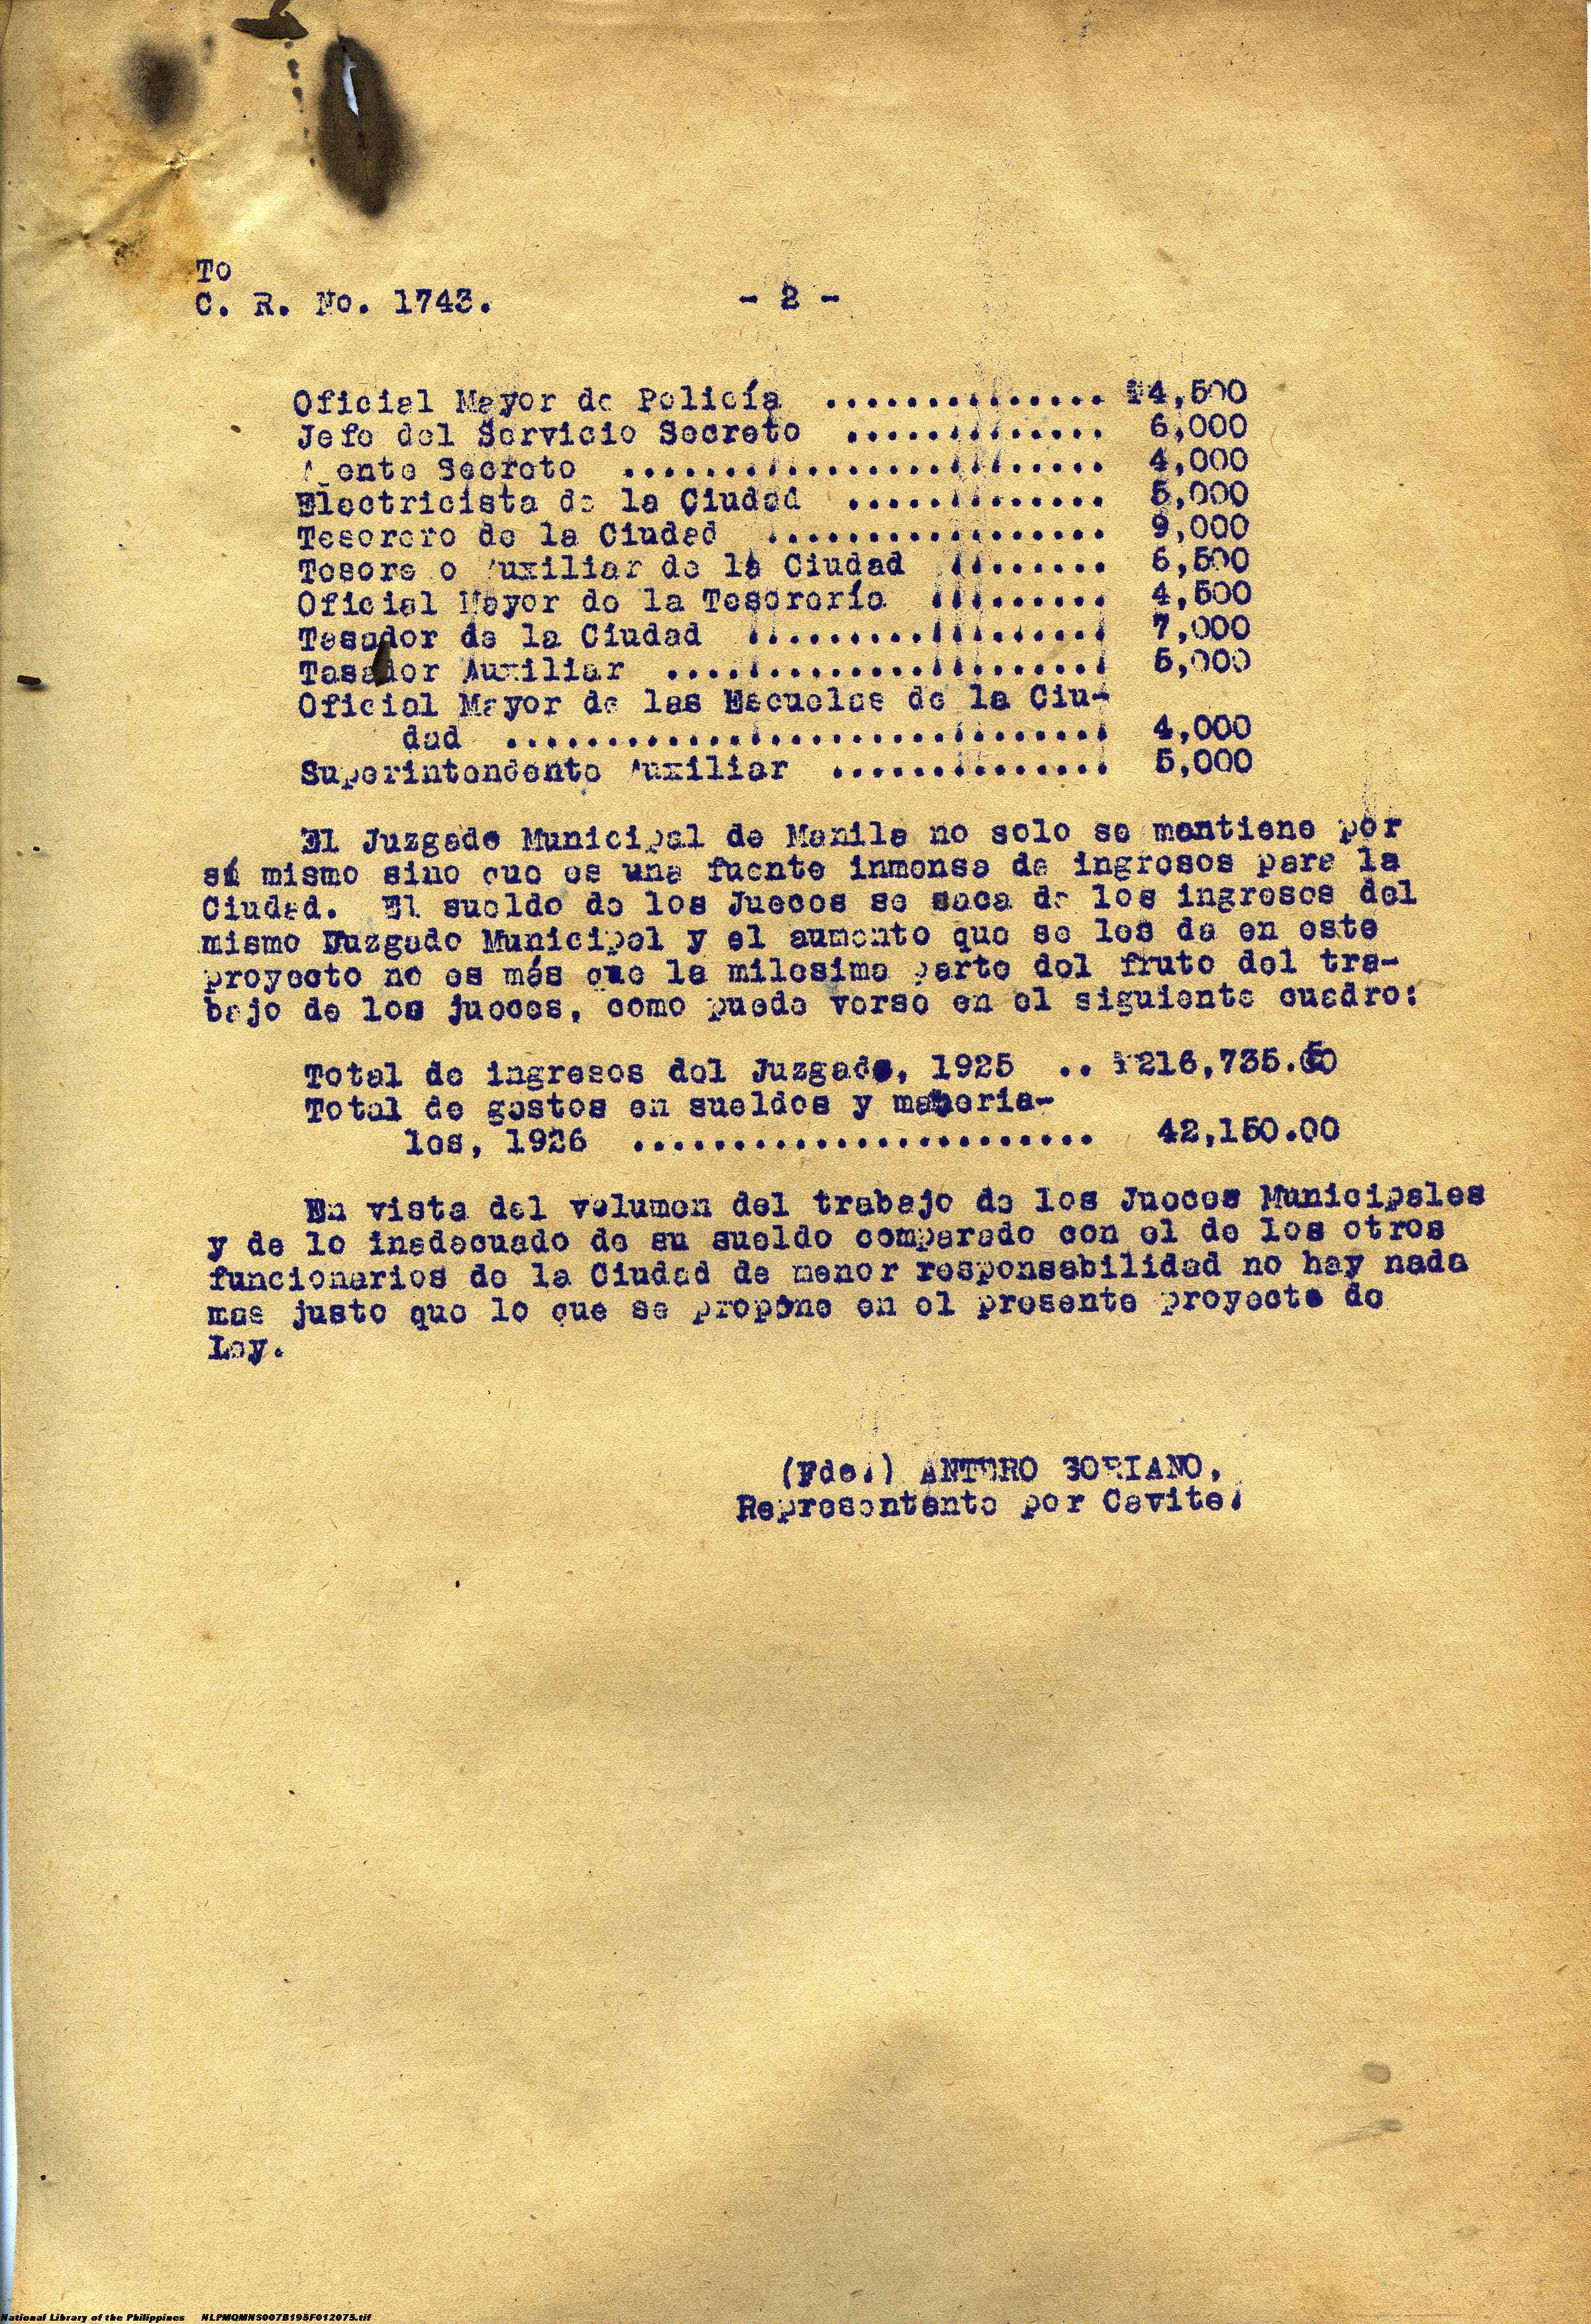 To
C. R. No. 1743. - 2 -
Oficial Mayor de Policía .............. ₱4,500
Jefe del Servicio Secreto ............. 6,000
Agente Secreto ........................ 4,000
Electricista de la Ciudad ............. 5,000
Tesorero de la Ciudad ................. 9,000
Tesorero Auxiliar de la Ciudad ........ 6,500
Oficial Mayor de la Tesorería ......... 4,500
Tasador de la Ciudad .................. 7,000
Tasador Auxiliar ...................... 5,000
Oficial Mayor de las Escuelas de la Ciu-
dad .............................. 4,000
Superintendente Auxiliar .............. 5,000
El Juzgado Municipal de Manila no solo se mantiene por
sí mismo sino que es una fuente inmensa de ingresos para la
Ciudad. El sueldo de los Jueces se saca de los ingresos del
mismo Juzgado Municipal y el aumento que se les da en este
proyecto no es más que la milesima parte del fruto del tra-
bajo de los jueces, como puede verse en el siguiente cuadro:
Total de ingresos del Juzgado, 1925 .. ₱216,735.50
Total de gastos en sueldos y materia-
les, 1926 ....................... 42,150.00
En vista del volumen del trabajo de los Jueces Municipales
y de lo inadecuado de su sueldo comparado con el de los otros
funcionarios de la Ciudad de menor responsabilidad no hay nada
mas justo que lo que se propone en el presente proyecto de
Ley.
(Fdo.) ANTERO SORIANO,
Representante por Cavite.
National Library of the Philippines NLPMQMNS007B195F012075.tif